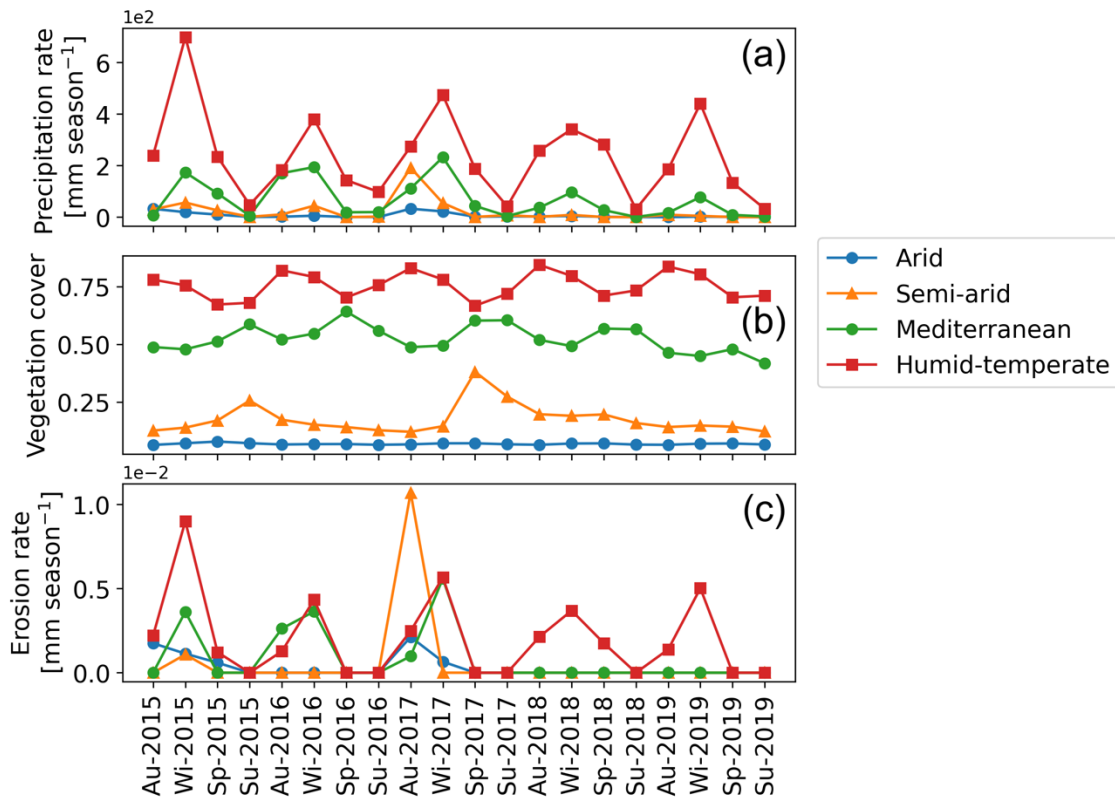 1e2
(a)
Precipitation rate
[mm season⁻¹]
6
4
2
0
(b)
Vegetation cover
0.75
0.50
0.25
1e-2
(c)
Erosion rate
[mm season⁻¹]
1.0
0.5
0.0
Au-2015
Wi-2015
Sp-2015
Su-2015
Au-2016
Wi-2016
Sp-2016
Su-2016
Au-2017
Wi-2017
Sp-2017
Su-2017
Au-2018
Wi-2018
Sp-2018
Su-2018
Au-2019
Wi-2019
Sp-2019
Su-2019
Arid
Semi-arid
Mediterranean
Humid-temperate